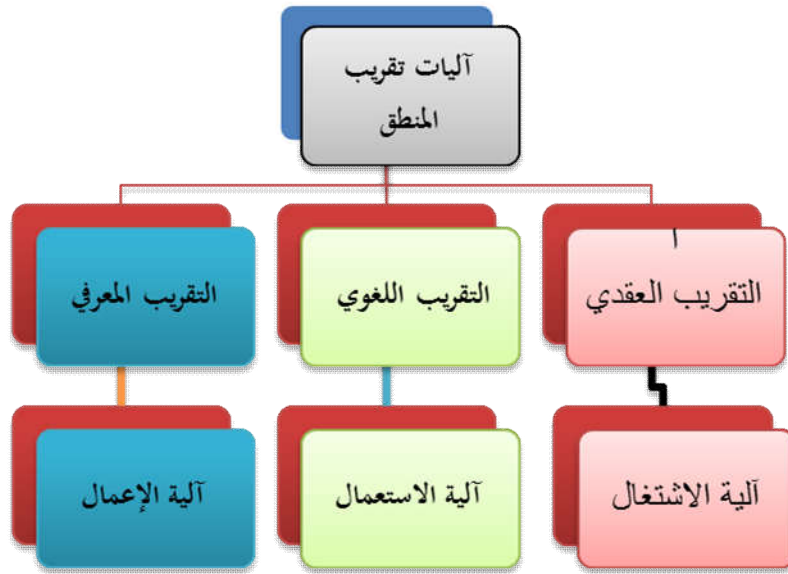 آليات تقريب
المنطق
ا
التقريب العقدي
التقريب اللغوي
التقريب المعرفي
آلية الاشتغال
آلية الاستعمال
آلية الإعمال